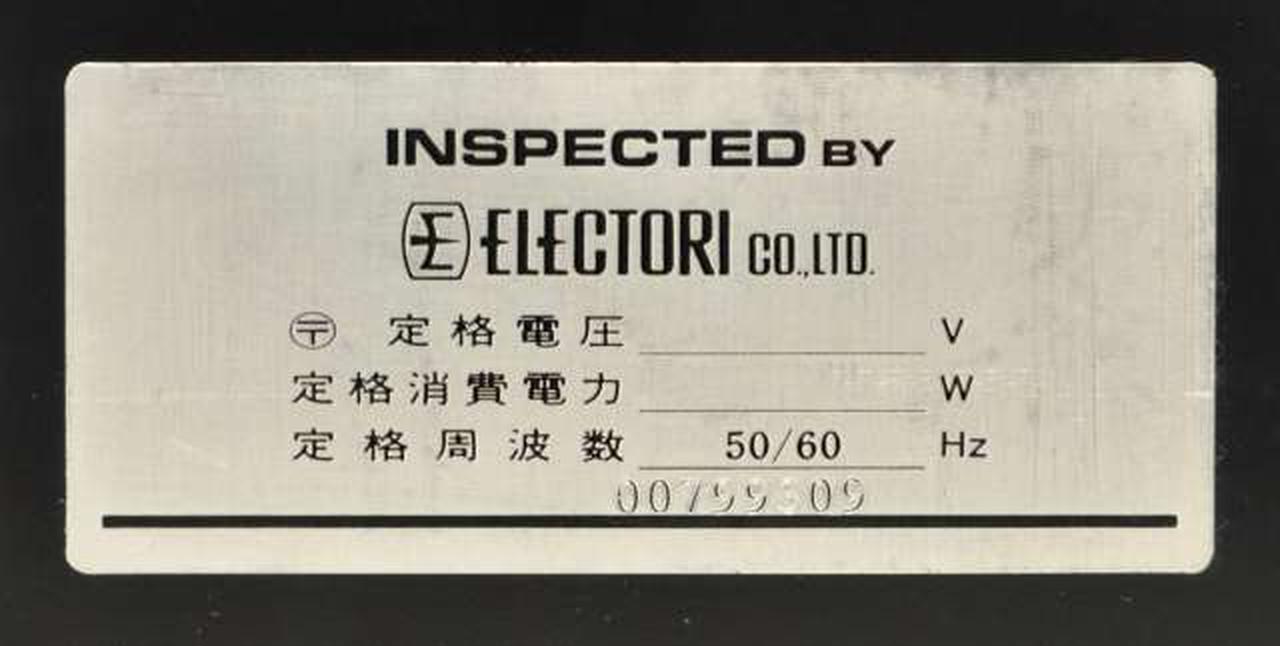 INSPECTED BY
ELECTORI CO.,LTD.
〶 定格電圧 V
定格消費電力 W
定格周波数 50/60 Hz